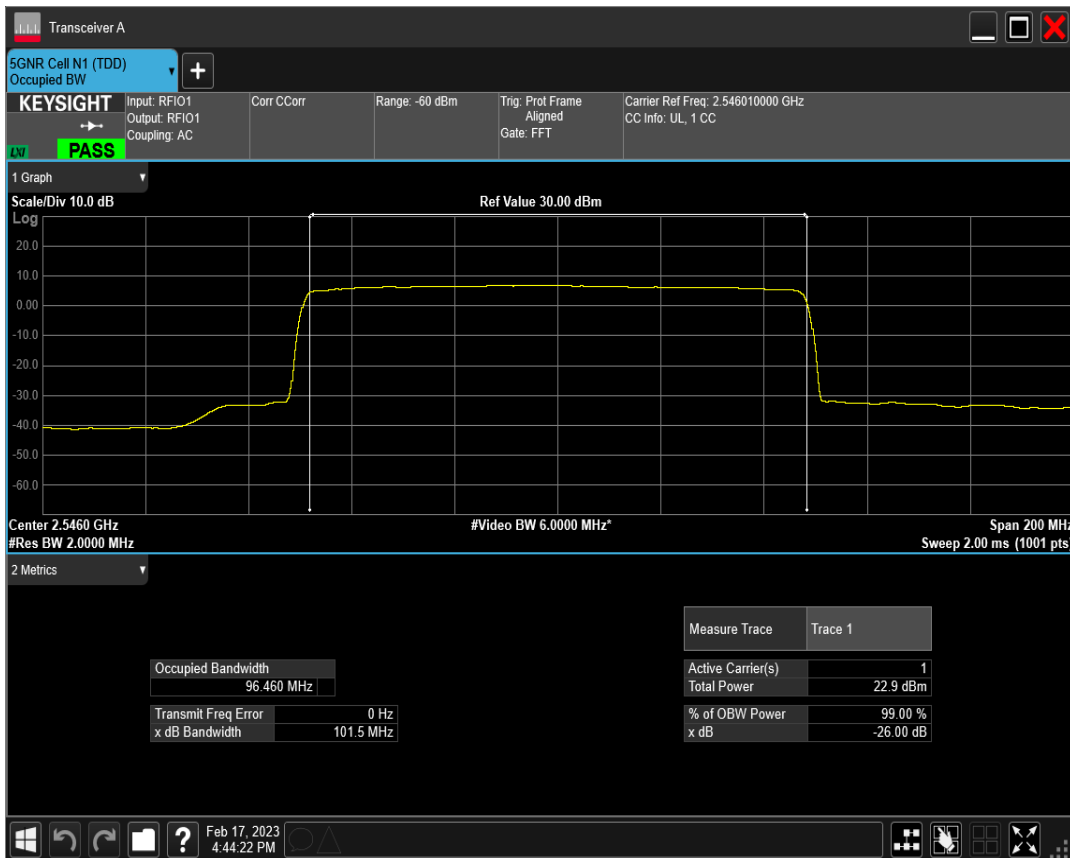 Transceiver A
5GNR Cell N1 (TDD)
Occupied BW
KEYSIGHT
LXI
PASS
Input: RFIO1
Output: RFIO1
Coupling: AC
Corr CCorr
Range: -60 dBm
Trig: Prot Frame
Aligned
Gate: FFT
Carrier Ref Freq: 2.546010000 GHz
CC Info: UL, 1 CC
1 Graph
Scale/Div 10.0 dB
Ref Value 30.00 dBm
Log
20.0
10.0
0.00
-10.0
-20.0
-30.0
-40.0
-50.0
-60.0
Center 2.5460 GHz
#Video BW 6.0000 MHz*
Span 200 MHz
#Res BW 2.0000 MHz
Sweep 2.00 ms (1001 pts)
2 Metrics
Measure Trace Trace 1
Occupied Bandwidth
96.460 MHz
Active Carrier(s) 1
Total Power 22.9 dBm
Transmit Freq Error 0 Hz
x dB Bandwidth 101.5 MHz
% of OBW Power 99.00 %
x dB -26.00 dB
?
Feb 17, 2023
4:44:22 PM